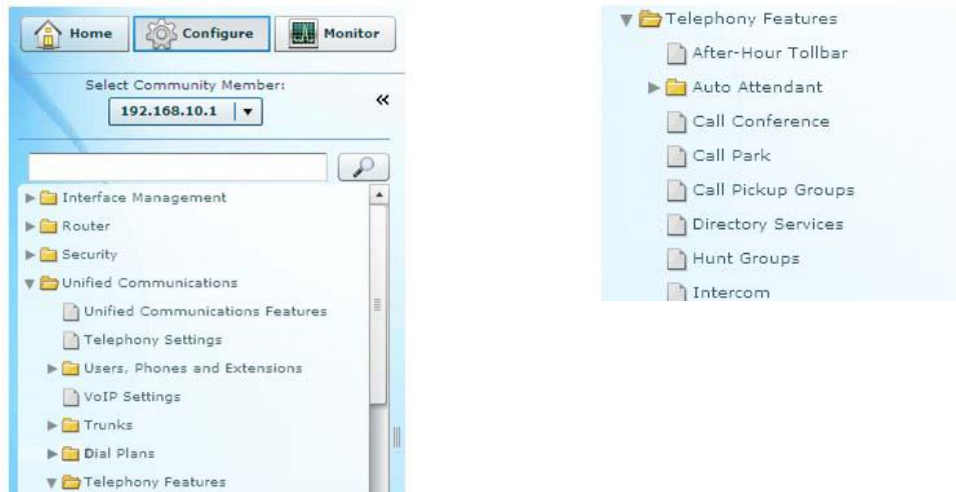 Home Configure Monitor
Select Community Member:
192.168.10.1
Interface Management
Router
Security
Unified Communications
Unified Communications Features
Telephony Settings
Users, Phones and Extensions
VoIP Settings
Trunks
Dial Plans
Telephony Features
Telephony Features
After-Hour Tollbar
Auto Attendant
Call Conference
Call Park
Call Pickup Groups
Directory Services
Hunt Groups
Intercom